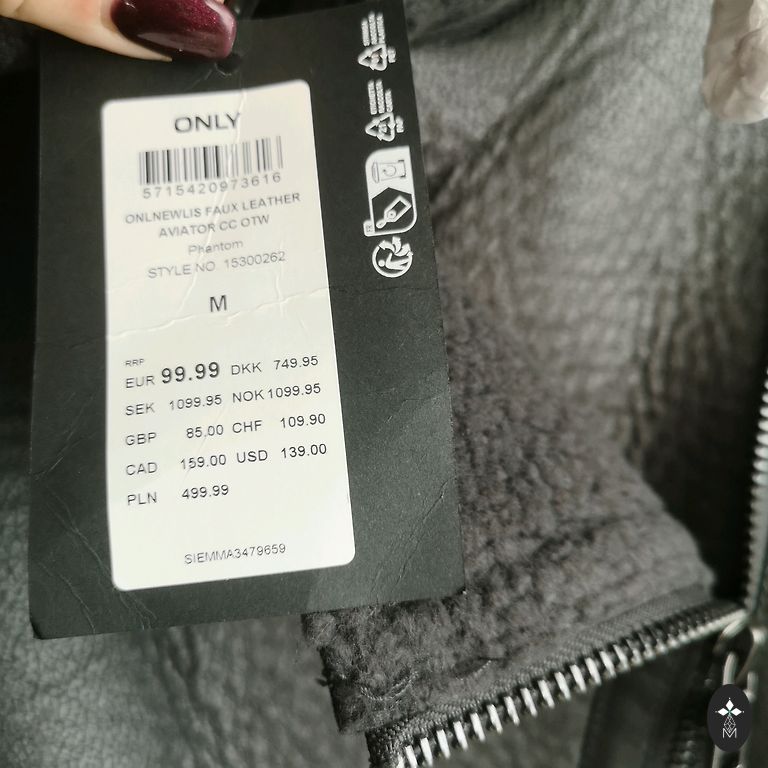 ONLY
5715420973616
ONLNEWLIS FAUX LEATHER
AVIATOR CC OTW
Phantom
STYLE NO. 15300262
M
RRP
EUR 99.99 DKK 749.95
SEK 1099.95 NOK 1099.95
GBP 85.00 CHF 109.90
CAD 159.00 USD 139.00
PLN 499.99
SIEMMA3479659
M